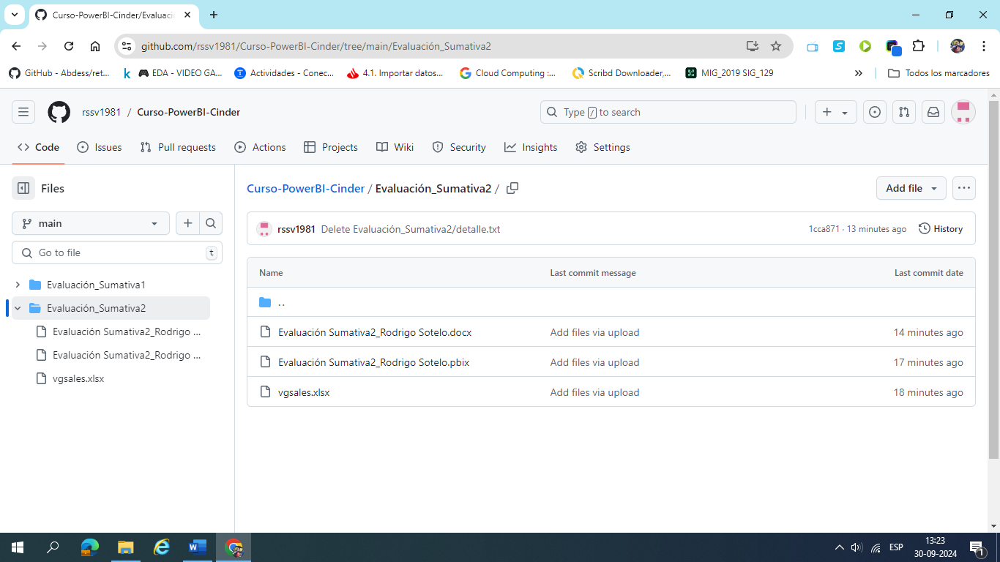 Curso-PowerBI-Cinder/Evaluació
github.com/rssv1981/Curso-PowerBI-Cinder/tree/main/Evaluación_Sumativa2
GitHub - Abdess/ret...
EDA - VIDEO GA...
Actividades - Conec...
4.1. Importar datos...
Cloud Computing :...
Scribd Downloader,...
MIG_2019 SIG_129
Todos los marcadores
rssv1981 / Curso-PowerBI-Cinder
Type / to search
Code
Issues
Pull requests
Actions
Projects
Wiki
Security
Insights
Settings
Files
main
Go to file
t
Evaluación_Sumativa1
Evaluación_Sumativa2
Evaluación Sumativa2_Rodrigo ...
Evaluación Sumativa2_Rodrigo ...
vgsales.xlsx
Curso-PowerBI-Cinder / Evaluación_Sumativa2 /
Add file
rssv1981 Delete Evaluación_Sumativa2/detalle.txt
1cca871 · 13 minutes ago
History
Name Last commit message Last commit date
..
Evaluación Sumativa2_Rodrigo Sotelo.docx Add files via upload 14 minutes ago
Evaluación Sumativa2_Rodrigo Sotelo.pbix Add files via upload 17 minutes ago
vgsales.xlsx Add files via upload 18 minutes ago
ESP
13:23
30-09-2024
1